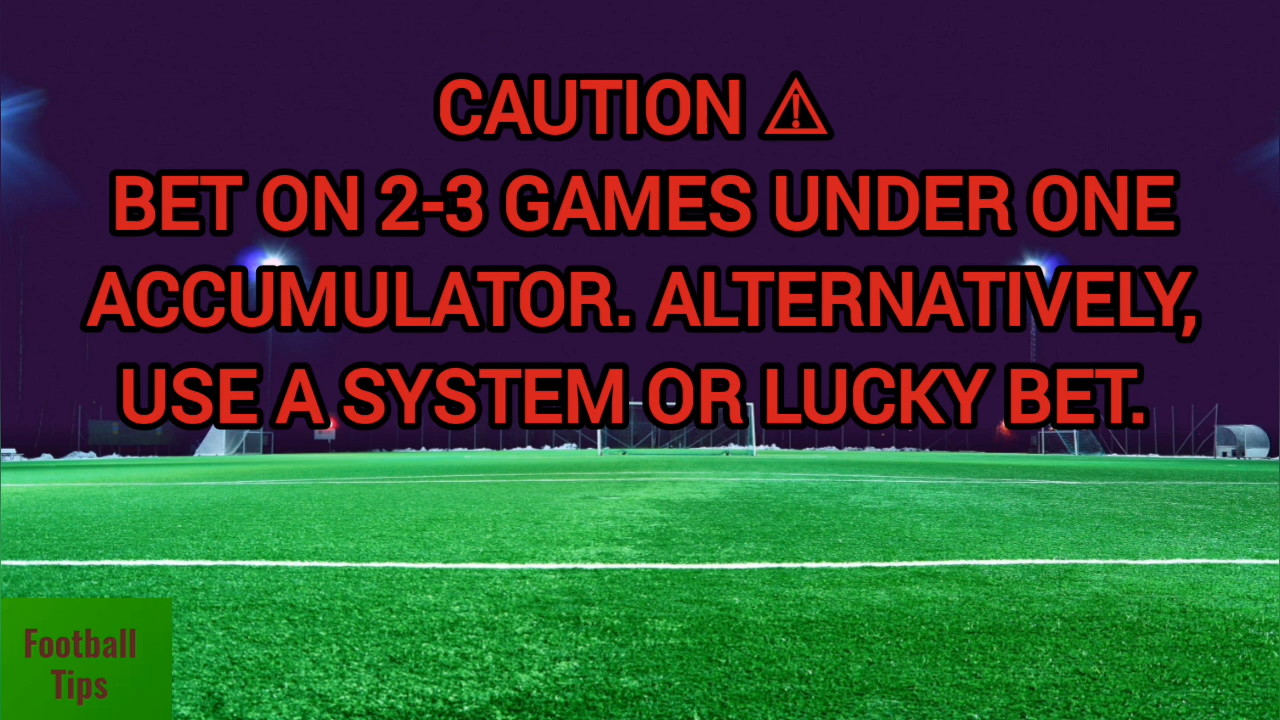 CAUTION ⚠
BET ON 2-3 GAMES UNDER ONE
ACCUMULATOR. ALTERNATIVELY,
USE A SYSTEM OR LUCKY BET.
Football
Tips